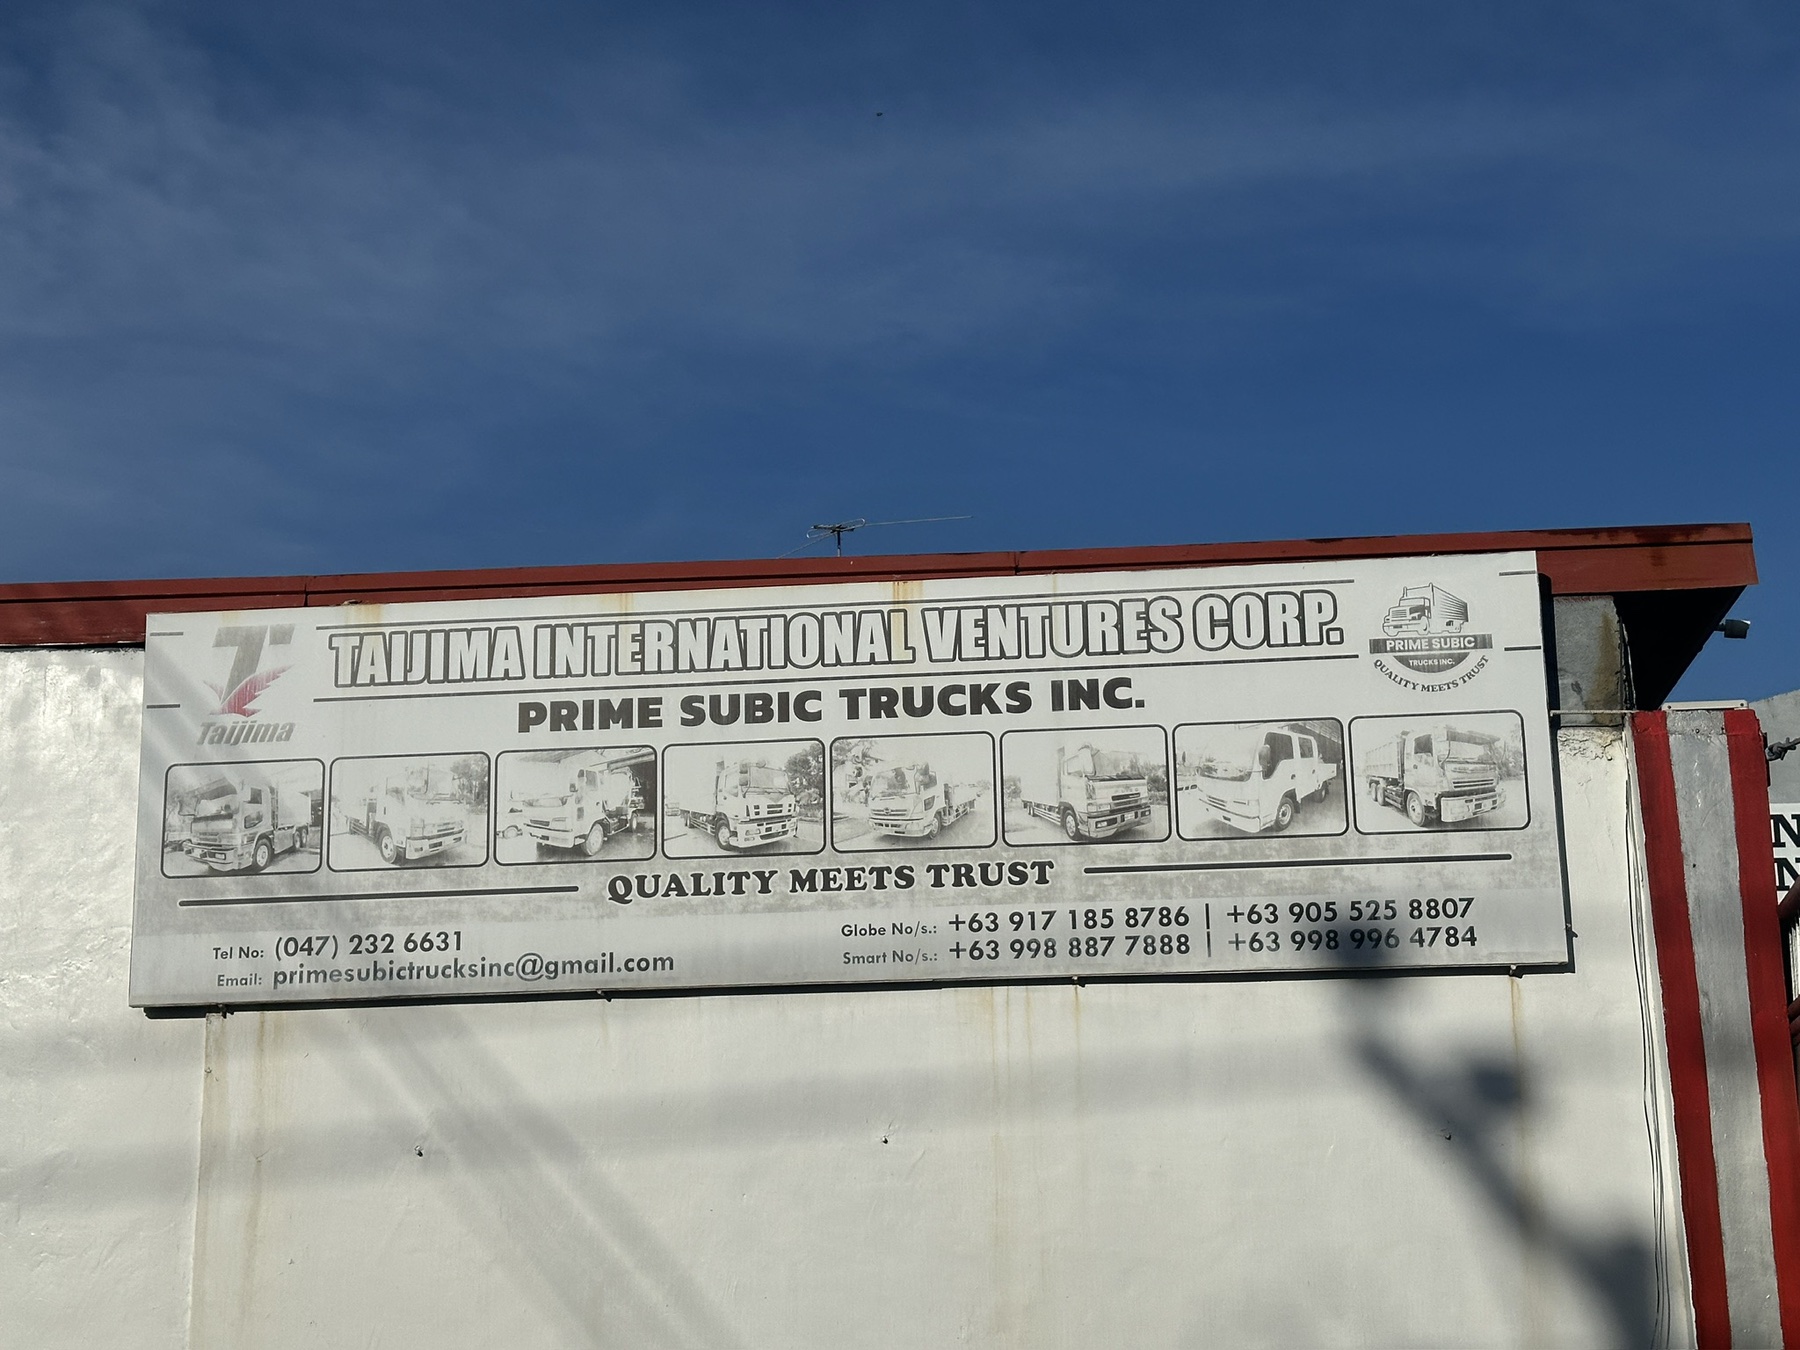 Taijima
TAIJIMA INTERNATIONAL VENTURES CORP.
PRIME SUBIC TRUCKS INC.
PRIME SUBIC
TRUCKS INC.
QUALITY MEETS TRUST
QUALITY MEETS TRUST
Tel No: (047) 232 6631
Email: primesubictrucksinc@gmail.com
Globe No/s.: +63 917 185 8786 | +63 905 525 8807
Smart No/s.: +63 998 887 7888 | +63 998 996 4784
N
N